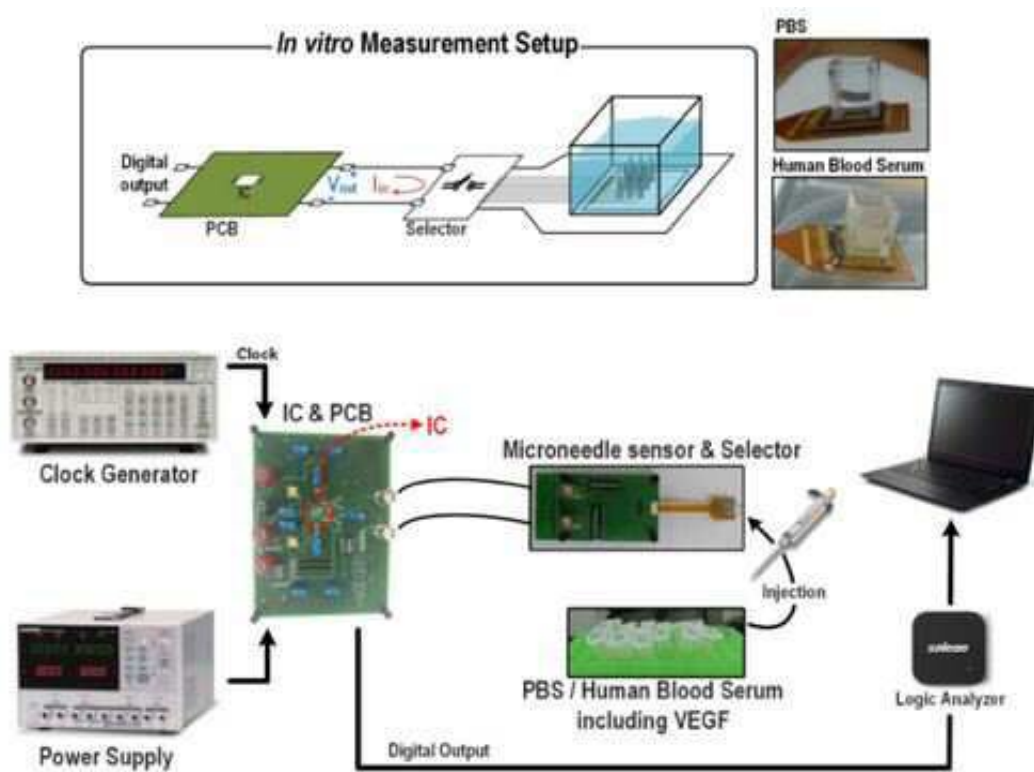 In vitro Measurement Setup
PBS
Digital
output
IC
Vout
Iin
PCB
Selector
Human Blood Serum
Clock
IC & PCB
IC
Clock Generator
Microneedle sensor & Selector
Injection
PBS / Human Blood Serum
including VEGF
Logic Analyzer
Power Supply
Digital Output